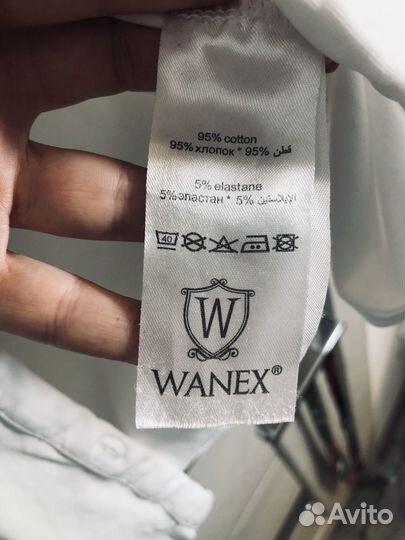 95% cotton
95% хлопок * 95% قطن
5% elastane
5% эластан * 5% الإيلاستين
40
W
WANEX®
Avito